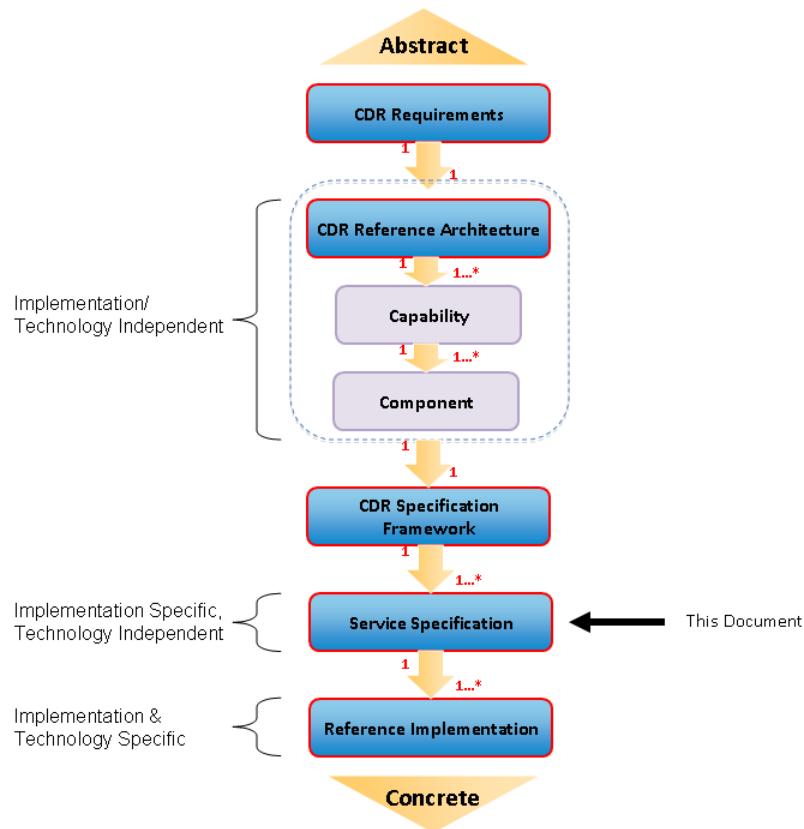 Abstract
CDR Requirements
1
1
CDR Reference Architecture
1
1...*
Implementation/
Technology Independent
Capability
1
1...*
Component
1
1
CDR Specification
Framework
1
1...*
Implementation Specific,
Technology Independent
Service Specification
This Document
1
1...*
Implementation &
Technology Specific
Reference Implementation
Concrete